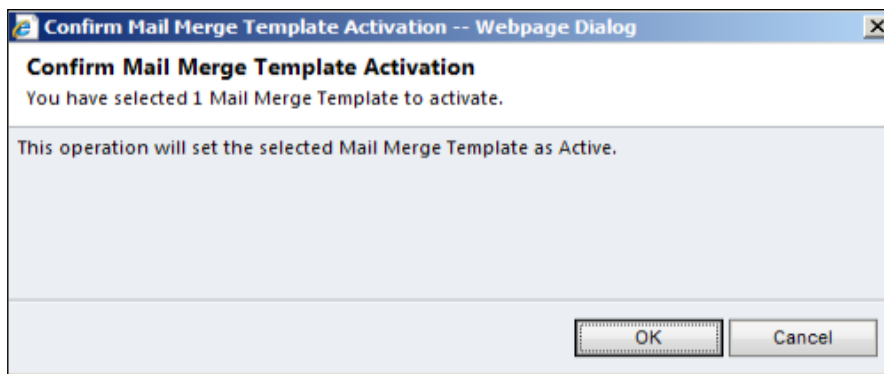 Confirm Mail Merge Template Activation -- Webpage Dialog
Confirm Mail Merge Template Activation
You have selected 1 Mail Merge Template to activate.
This operation will set the selected Mail Merge Template as Active.
OK Cancel